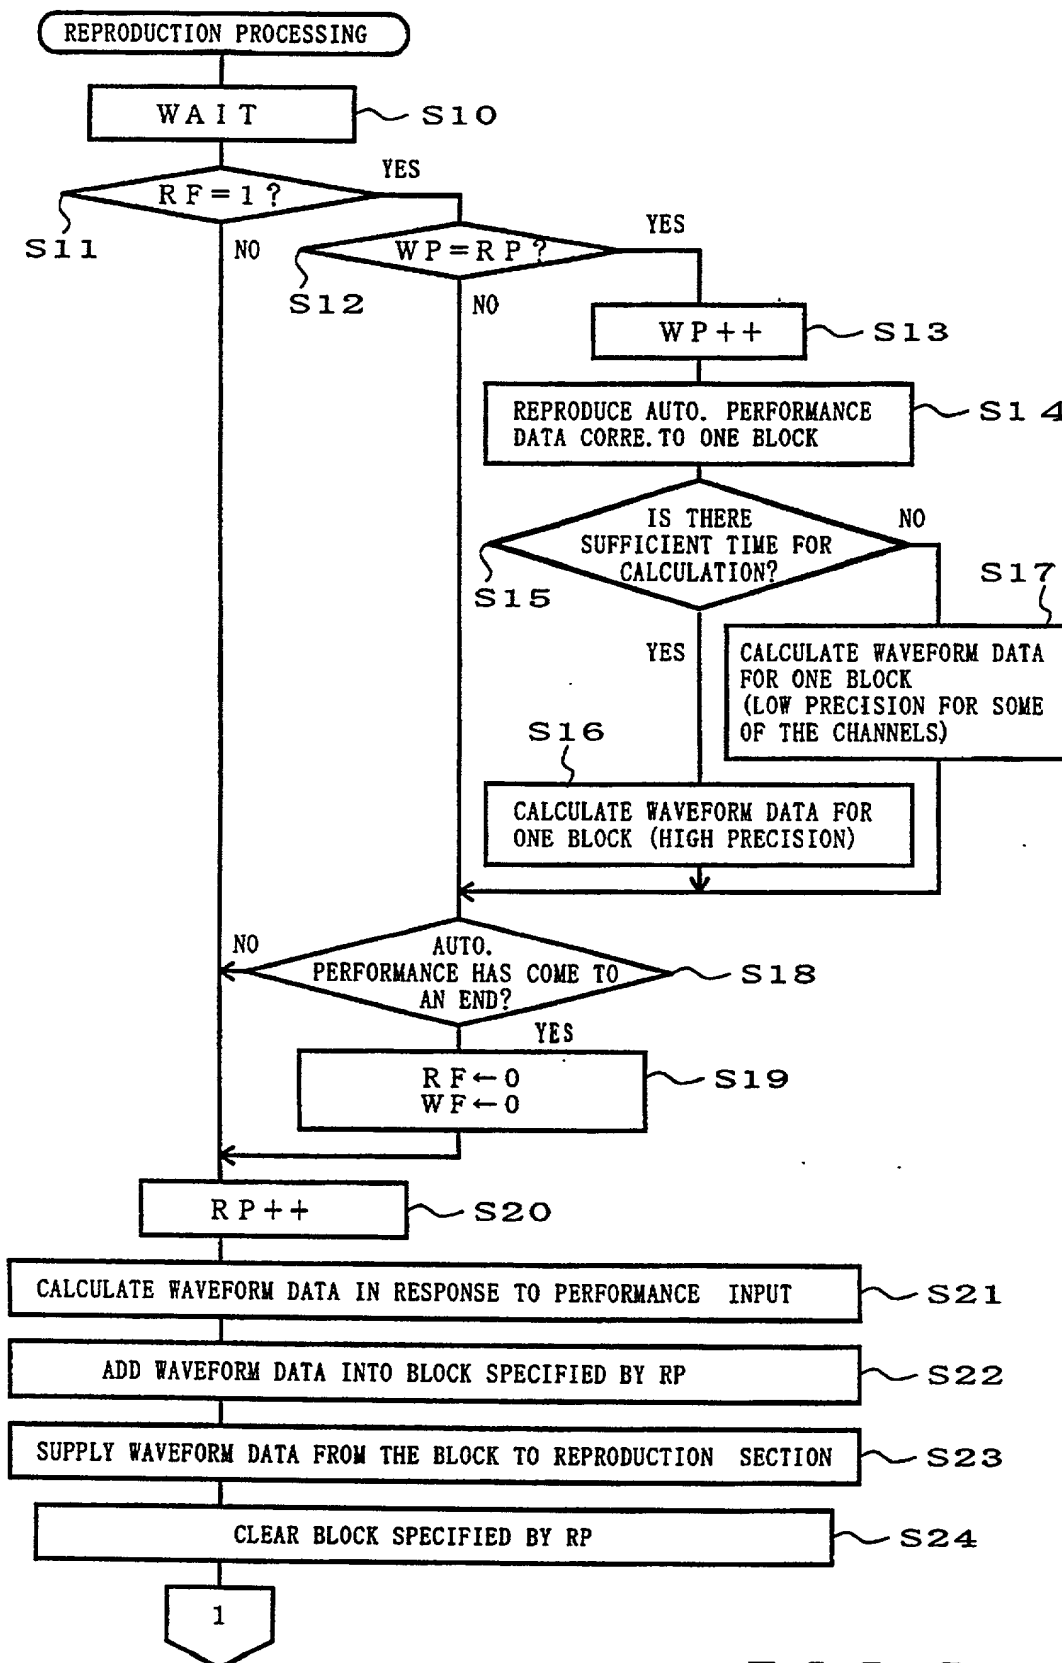 REPRODUCTION PROCESSING
WAIT
S10
RF=1?
YES
S11
NO
WP=RP?
YES
S12
NO
WP++
S13
REPRODUCE AUTO. PERFORMANCE
DATA CORRE. TO ONE BLOCK
S14
IS THERE
SUFFICIENT TIME FOR
CALCULATION?
NO
S15
S17
YES
CALCULATE WAVEFORM DATA
FOR ONE BLOCK
(LOW PRECISION FOR SOME
OF THE CHANNELS)
S16
CALCULATE WAVEFORM DATA FOR
ONE BLOCK (HIGH PRECISION)
NO
AUTO.
PERFORMANCE HAS COME TO
AN END?
S18
YES
RF←0
WF←0
S19
RP++
S20
CALCULATE WAVEFORM DATA IN RESPONSE TO PERFORMANCE INPUT
S21
ADD WAVEFORM DATA INTO BLOCK SPECIFIED BY RP
S22
SUPPLY WAVEFORM DATA FROM THE BLOCK TO REPRODUCTION SECTION
S23
CLEAR BLOCK SPECIFIED BY RP
S24
1